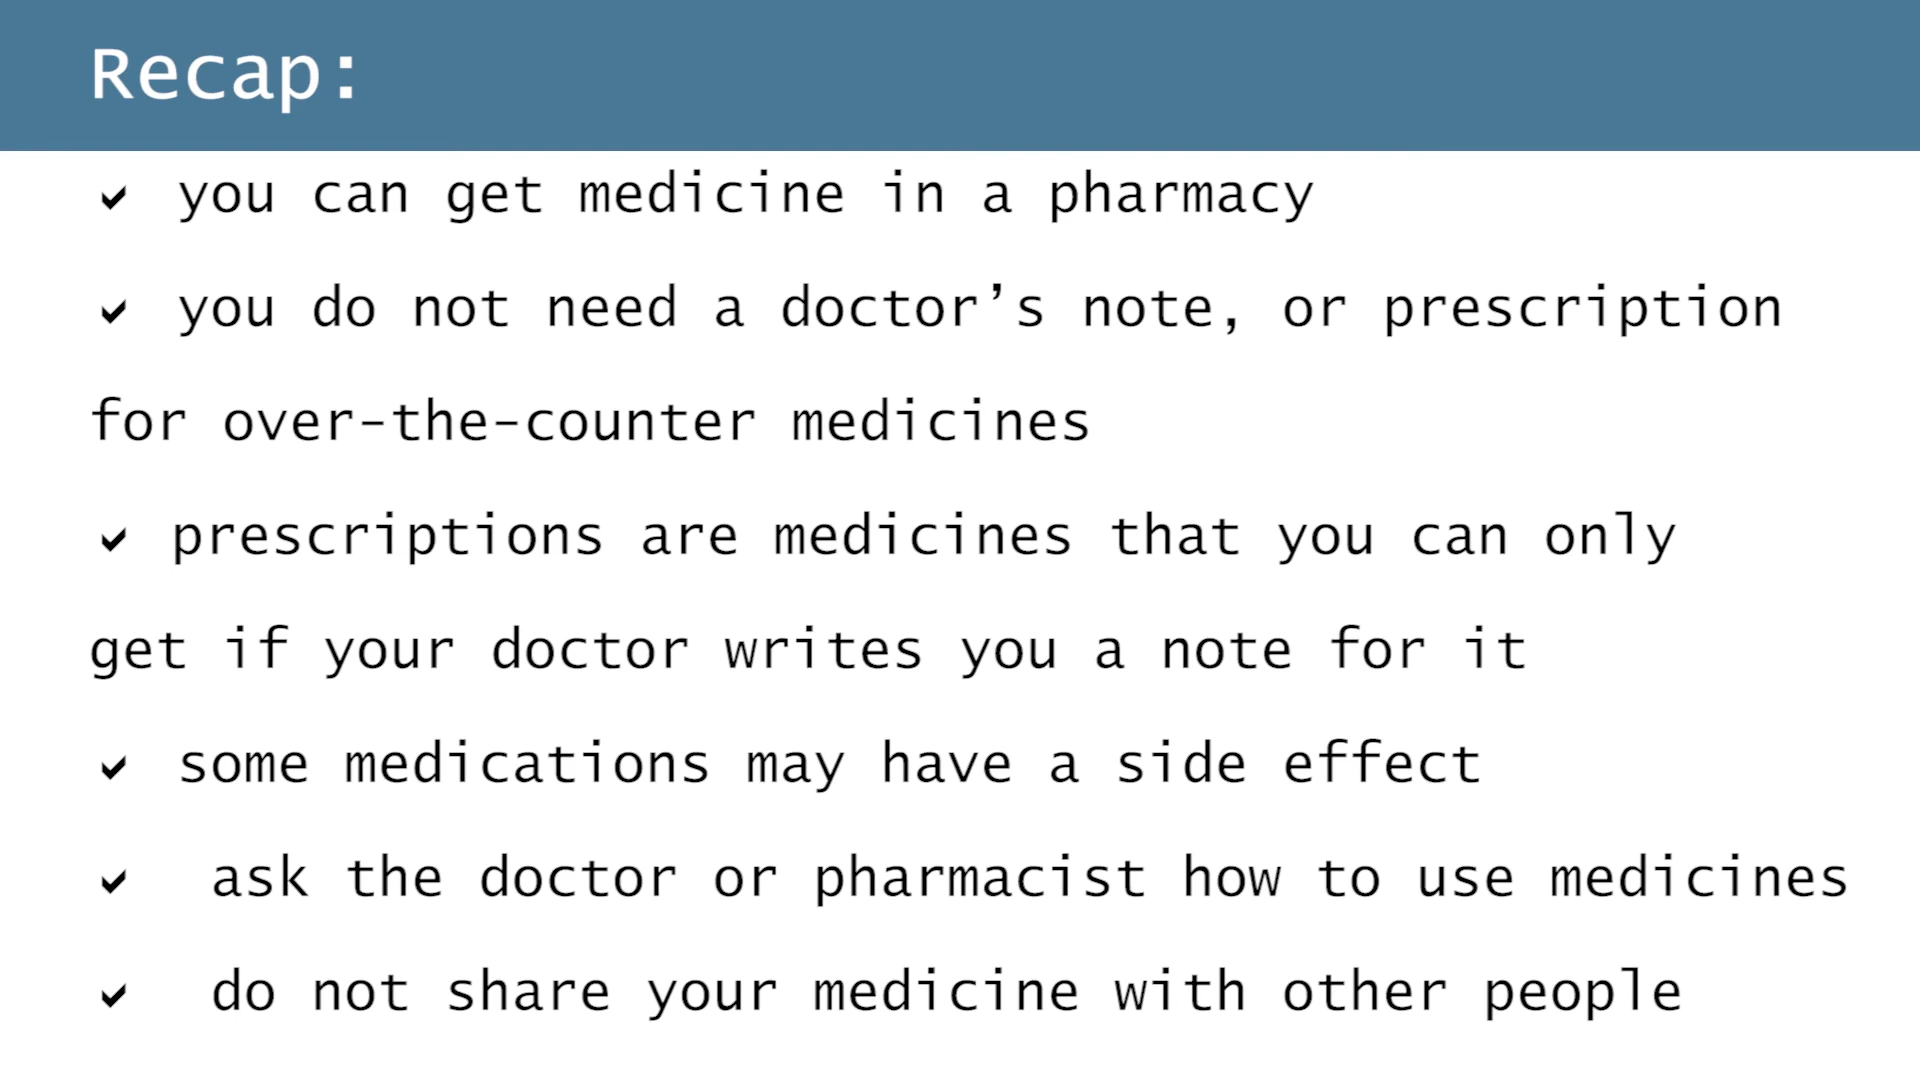 Recap:
✓ you can get medicine in a pharmacy
✓ you do not need a doctor’s note, or prescription
for over-the-counter medicines
✓ prescriptions are medicines that you can only
get if your doctor writes you a note for it
✓ some medications may have a side effect
✓ ask the doctor or pharmacist how to use medicines
✓ do not share your medicine with other people